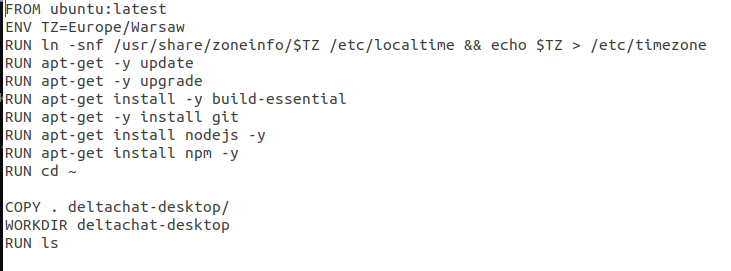 FROM ubuntu:latest
ENV TZ=Europe/Warsaw
RUN ln -snf /usr/share/zoneinfo/$TZ /etc/localtime && echo $TZ > /etc/timezone
RUN apt-get -y update
RUN apt-get -y upgrade
RUN apt-get install -y build-essential
RUN apt-get -y install git
RUN apt-get install nodejs -y
RUN apt-get install npm -y
RUN cd ~
COPY . deltachat-desktop/
WORKDIR deltachat-desktop
RUN ls